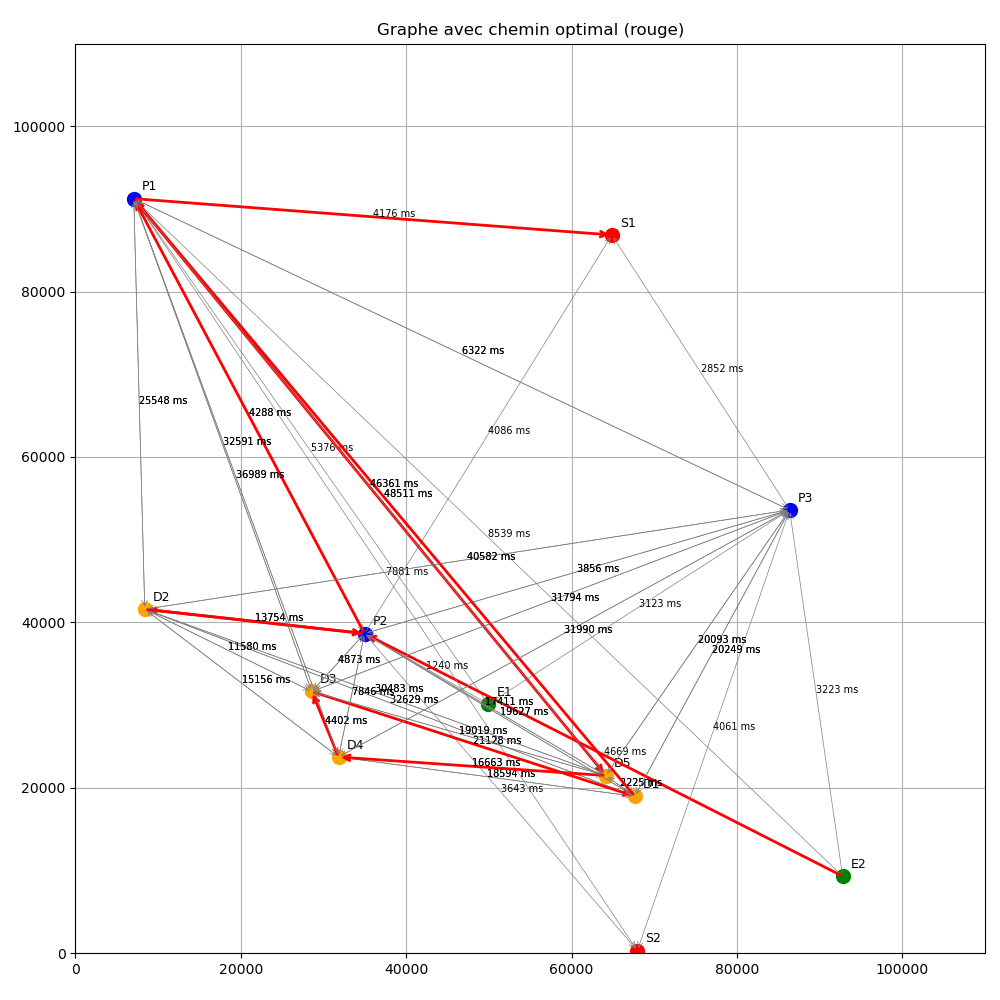 Graphe avec chemin optimal (rouge)
100000
80000
60000
40000
20000
0
0
20000
40000
60000
80000
100000
P1
S1
4176 ms
6322 ms
2852 ms
25548 ms
4288 ms
4086 ms
32591 ms
5376 ms
36989 ms
46361 ms
48511 ms
P3
8539 ms
40582 ms
7881 ms
3856 ms
D2
31794 ms
3123 ms
13754 ms
P2
31990 ms
11580 ms
20093 ms
20249 ms
4873 ms
1240 ms
15156 ms
D3
7846 ms
30483 ms
32629 ms
E1
17411 ms
19627 ms
3223 ms
4402 ms
19019 ms
21128 ms
4061 ms
D4
4669 ms
16663 ms
18594 ms
D5
2225 ms
D1
3643 ms
E2
S2